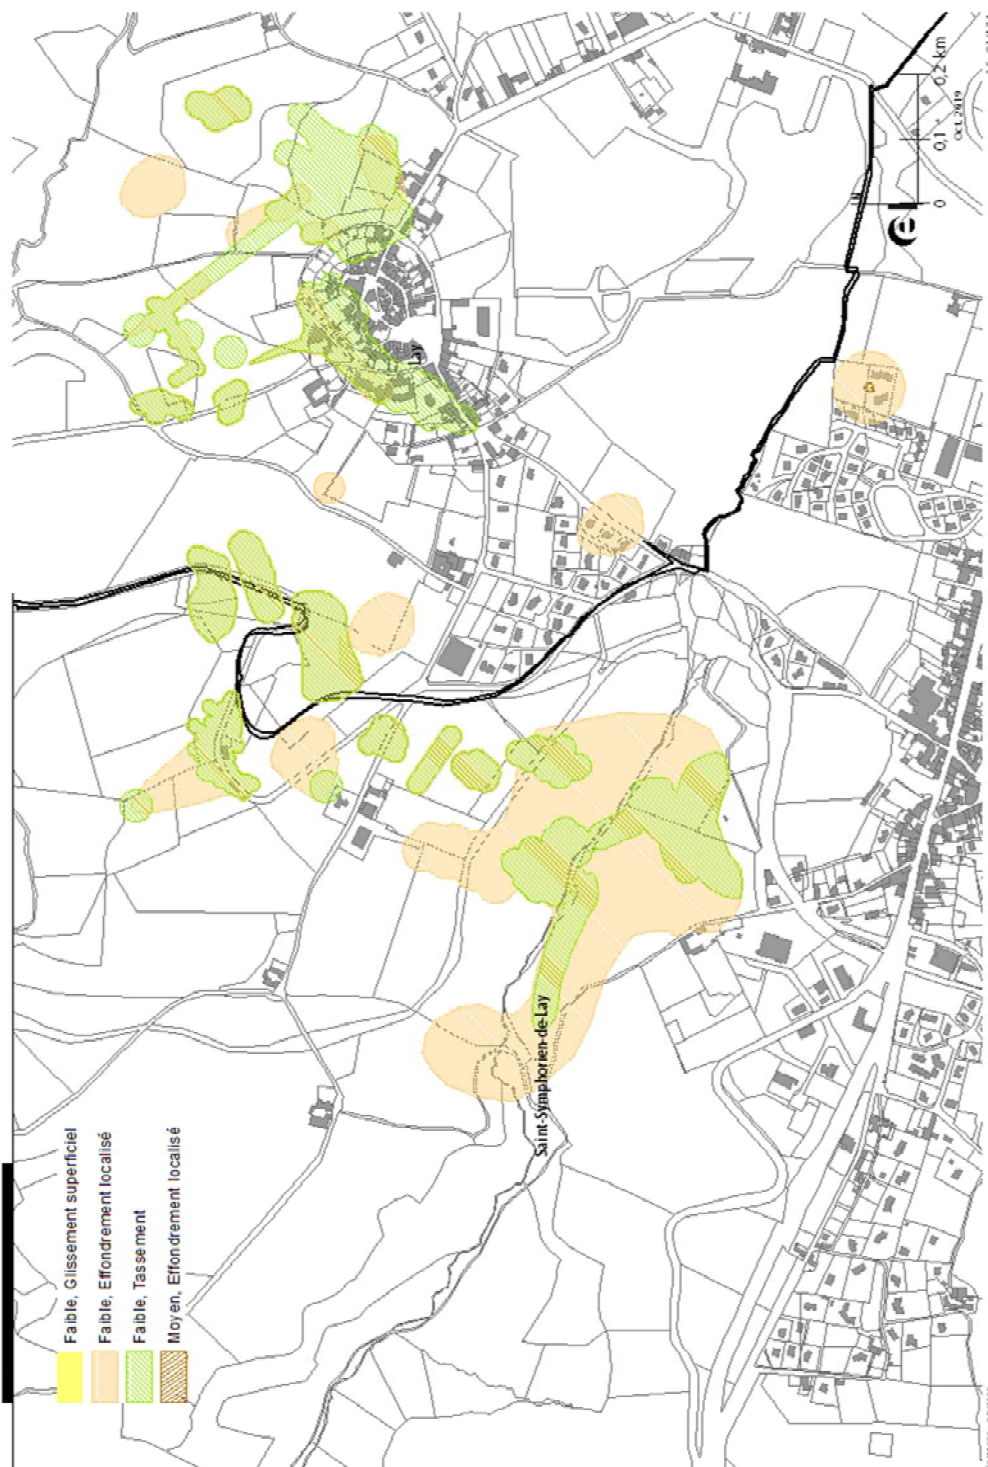 Faible, Glissement superficiel
Faible, Effondrement localisé
Faible, Tassement
Moyen, Effondrement localisé
Saint-Symphorien-de-Lay
Lay
0
0,1
0,2 km
Oct. 2019